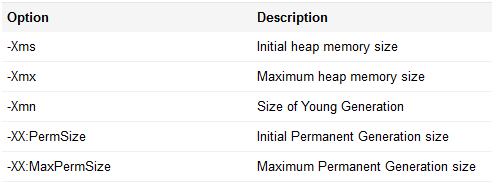 Option Description
-Xms Initial heap memory size
-Xmx Maximum heap memory size
-Xmn Size of Young Generation
-XX:PermSize Initial Permanent Generation size
-XX:MaxPermSize Maximum Permanent Generation size